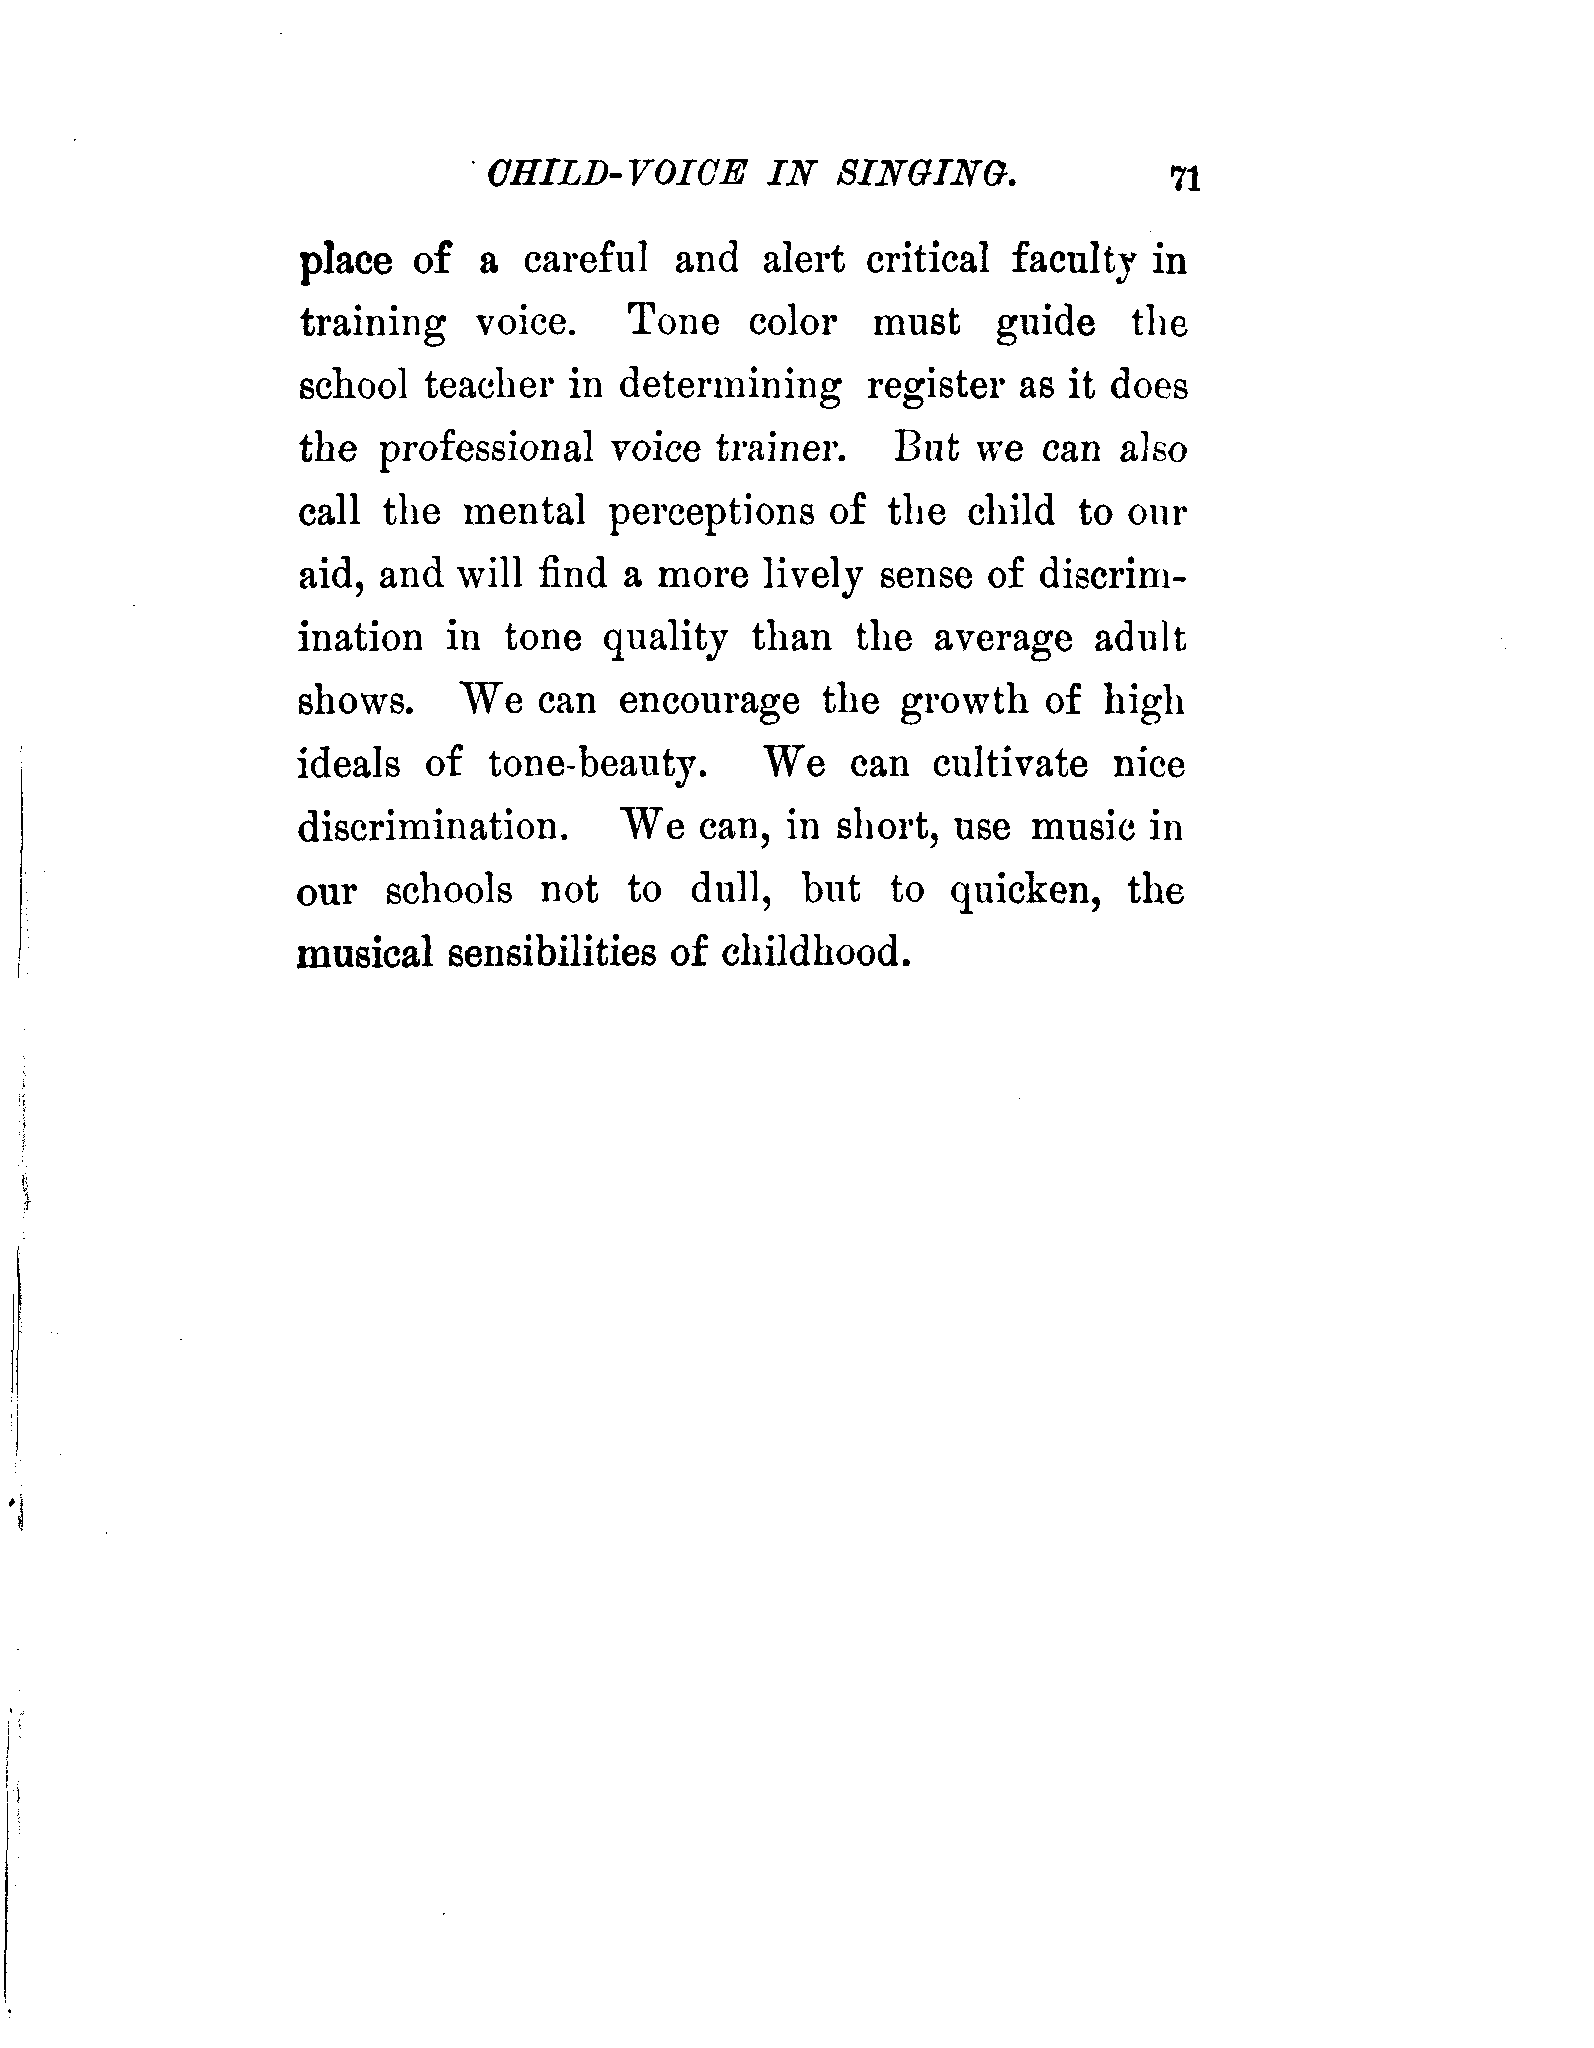 CHILD-VOICE IN SINGING. 71
place of a careful and alert critical faculty in
training voice. Tone color must guide the
school teacher in determining register as it does
the professional voice trainer. But we can also
call the mental perceptions of the child to our
aid, and will find a more lively sense of discrim-
ination in tone quality than the average adult
shows. We can encourage the growth of high
ideals of tone-beauty. We can cultivate nice
discrimination. We can, in short, use music in
our schools not to dull, but to quicken, the
musical sensibilities of childhood.